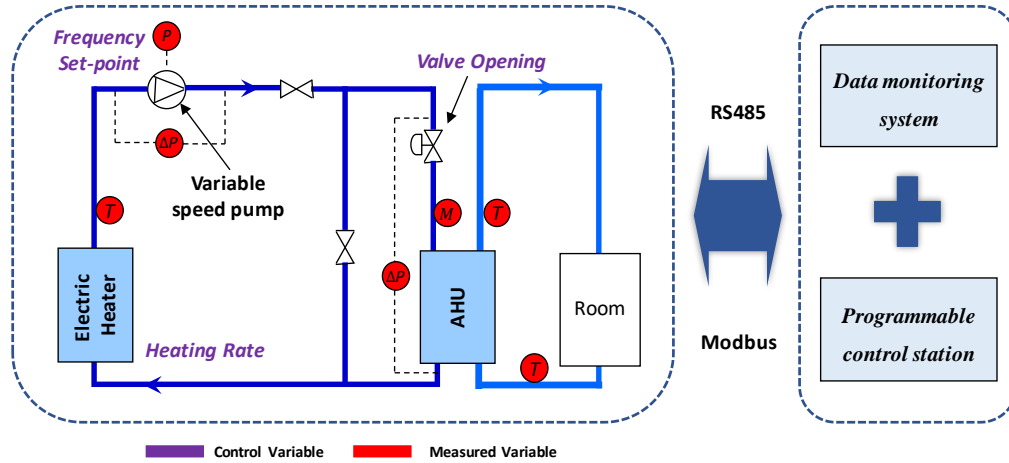 Frequency
Set-point
P
Valve Opening
ΔP
Variable
speed pump
T
M
T
ΔP
Electric
Heater
AHU
Room
Heating Rate
T
RS485
Modbus
Data monitoring
system
Programmable
control station
Control Variable
Measured Variable